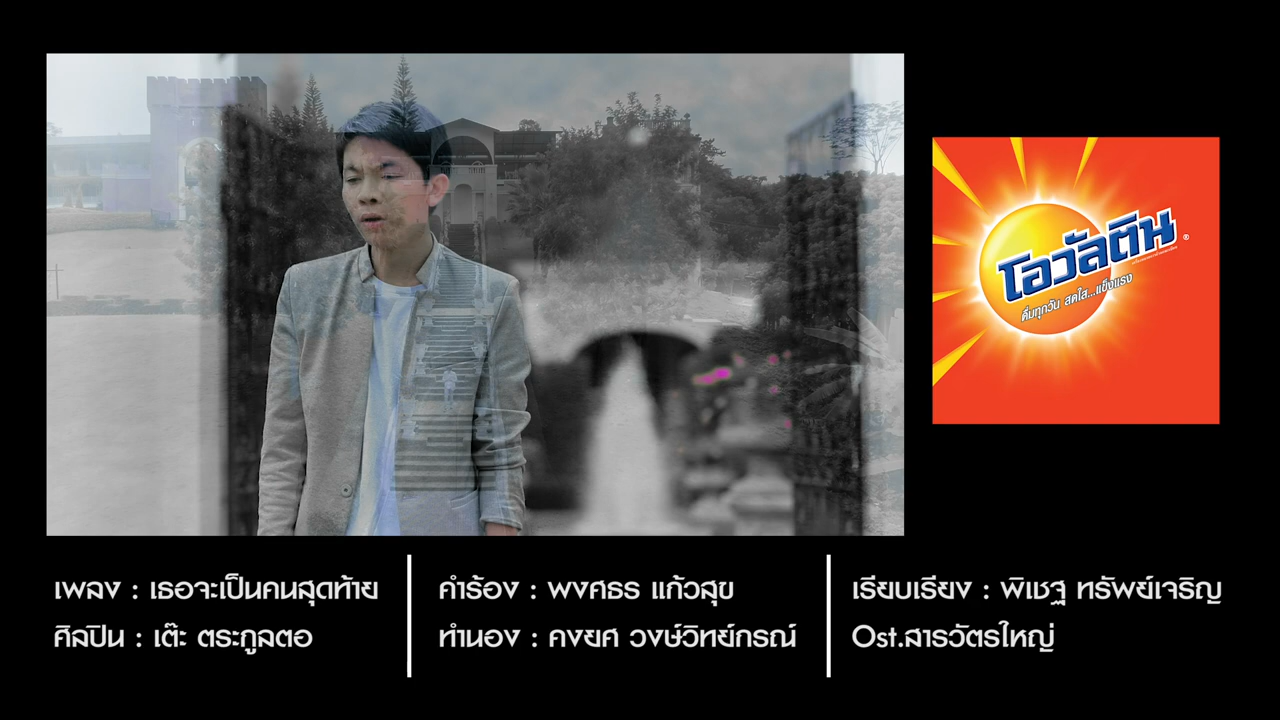 โอวัลติน
ดื่มทุกวัน สดใส...แข็งแรง
เพลง : เธอจะเป็นคนสุดท้าย
ศิลปิน : เต๊ะ ตระกูลตอ
คำร้อง : พงศธร แก้วสุข
ทำนอง : คงยศ วงษ์วิทย์กรณ์
เรียบเรียง : พิเชฐ ทรัพย์เจริญ
Ost.สารวัตรใหญ่